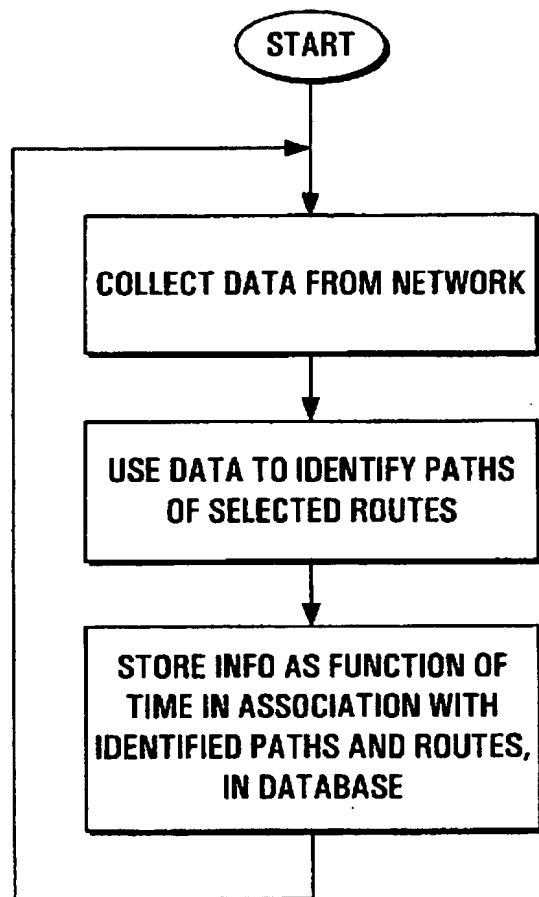 START
COLLECT DATA FROM NETWORK
USE DATA TO IDENTIFY PATHS
OF SELECTED ROUTES
STORE INFO AS FUNCTION OF
TIME IN ASSOCIATION WITH
IDENTIFIED PATHS AND ROUTES,
IN DATABASE